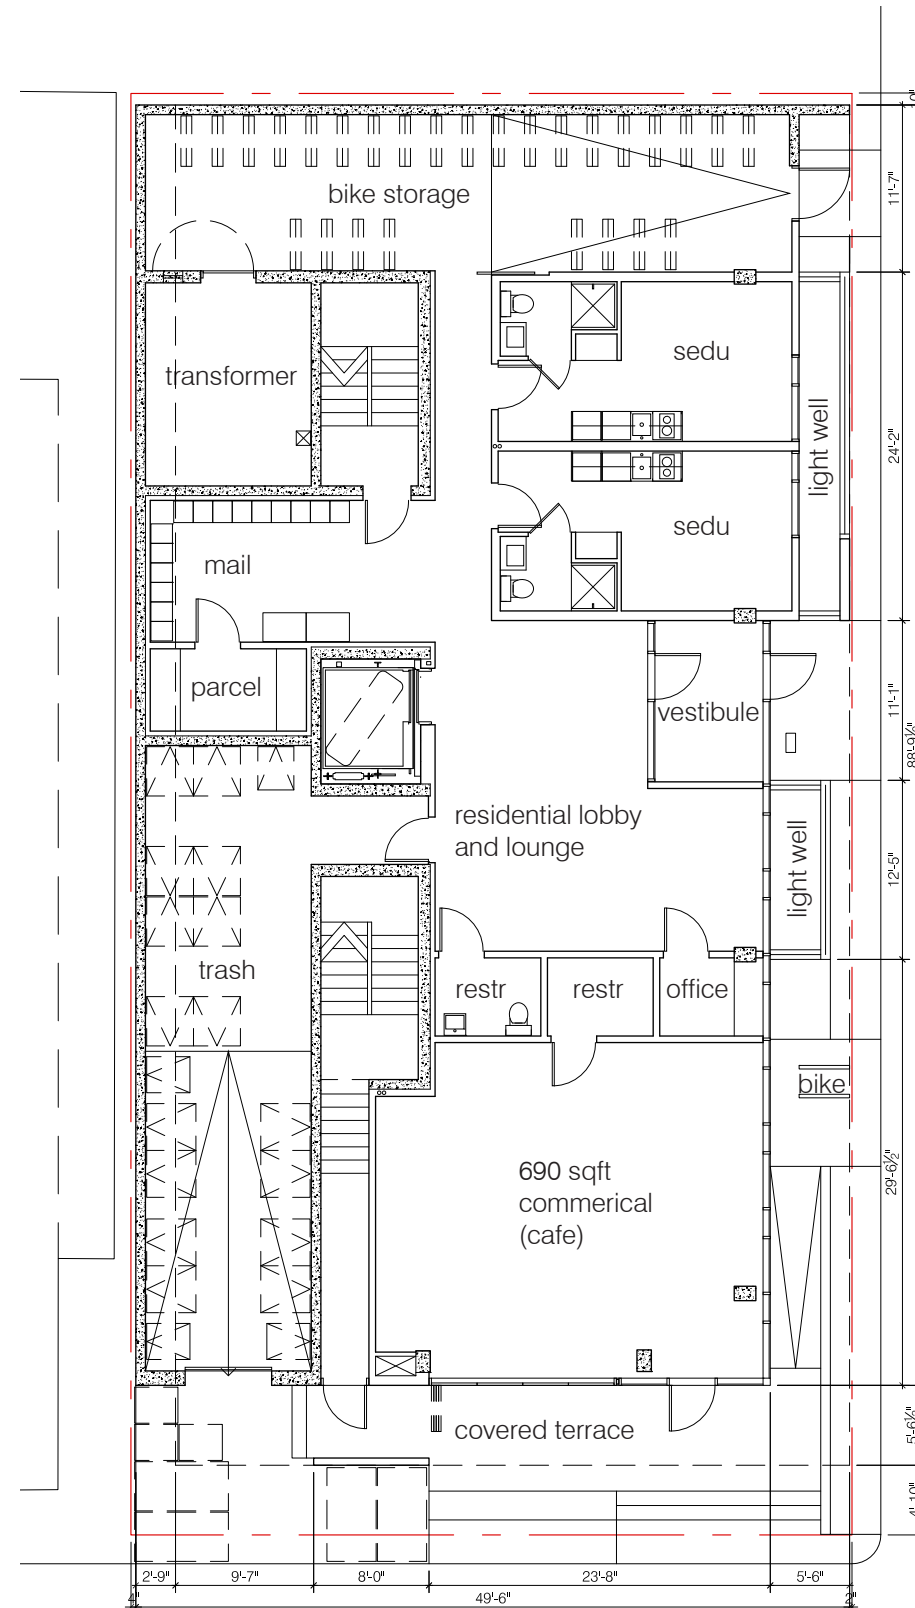 bike storage
11'-7"
transformer
sedu
light well
24'-2"
sedu
mail
parcel
vestibule
11'-1"
88'-9½"
residential lobby
and lounge
light well
12'-5"
trash
restr
restr
office
bike
29'-6½"
690 sqft
commerical
(cafe)
covered terrace
5'-6½"
4'-10"
2'-9"
9'-7"
8'-0"
23'-8"
5'-6"
4"
49'-6"
2"